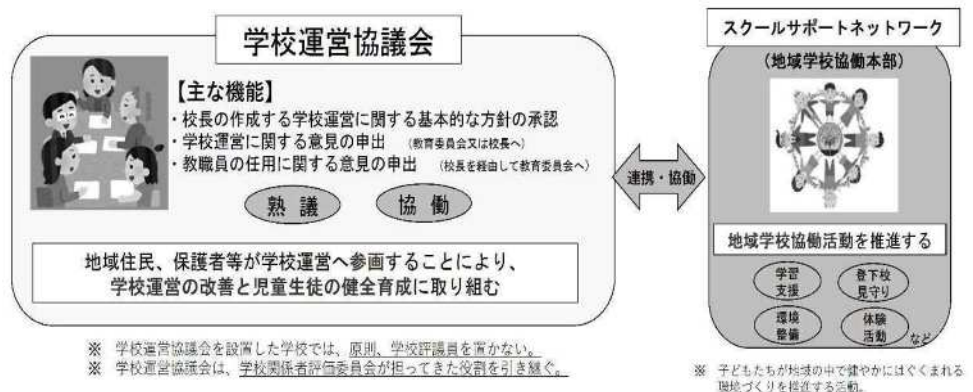 学校運営協議会
【主な機能】
・校長の作成する学校運営に関する基本的な方針の承認
・学校運営に関する意見の申出 (教育委員会又は校長へ)
・教職員の任用に関する意見の申出 (校長を経由して教育委員会へ)
熟議
協働
地域住民、保護者等が学校運営へ参画することにより、
学校運営の改善と児童生徒の健全育成に取り組む
※ 学校運営協議会を設置した学校では、原則、学校評議員を置かない。
※ 学校運営協議会は、学校関係者評価委員会が担ってきた役割を引き継ぐ。
連携・協働
スクールサポートネットワーク
(地域学校協働本部)
地域学校協働活動を推進する
学習
支援
登下校
見守り
環境
整備
体験
活動
など
※ 子どもたちが地域の中で健やかにはぐくまれる
環境づくりを推進する活動。